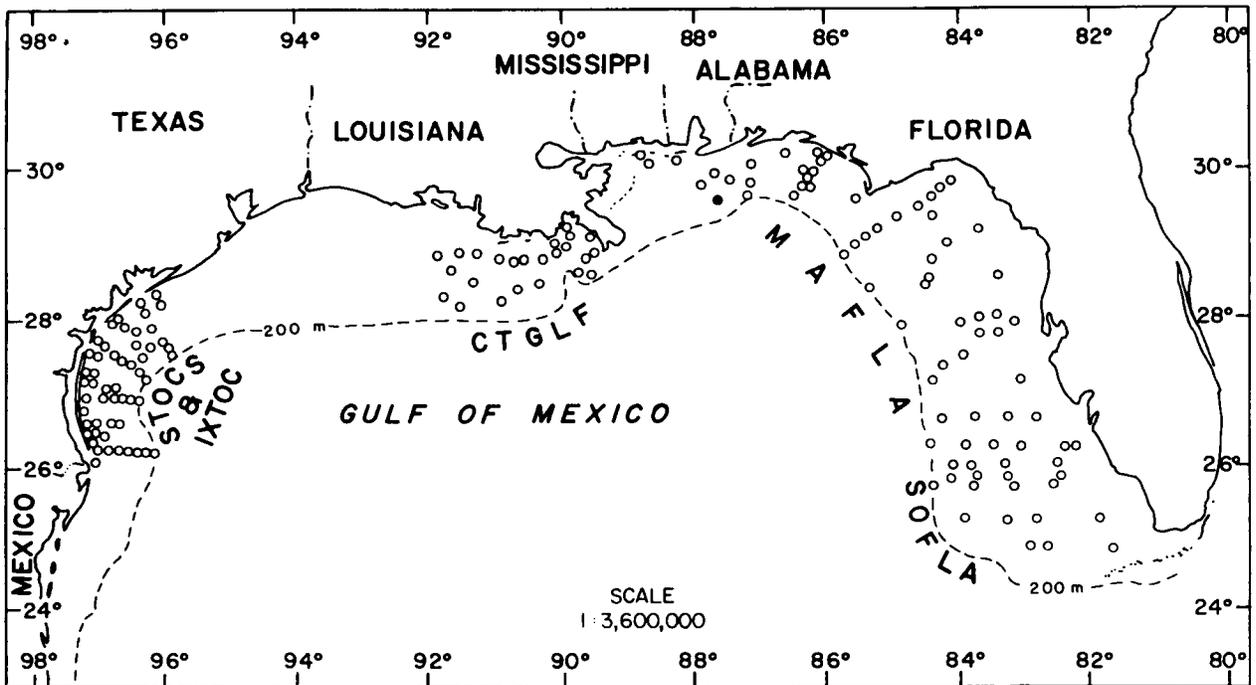 98° 96° 94° 92° 90° 88° 86° 84° 82° 80°
MISSISSIPPI ALABAMA
TEXAS LOUISIANA FLORIDA
30° 30°
MAFLA
28° 28°
200 m
CTGLF
STOCS
&
IXTOC
GULF OF MEXICO
26° 26°
SOFLA
MEXICO
200 m
SCALE
1:3,600,000
24° 24°
98° 96° 94° 92° 90° 88° 86° 84° 82° 80°